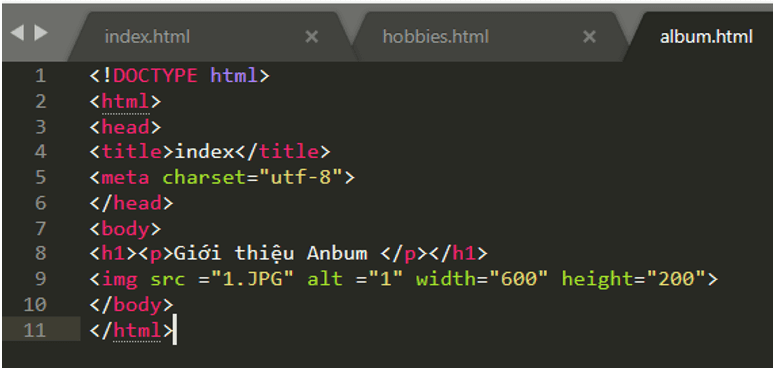 index.html × hobbies.html × album.html
1 <!DOCTYPE html>
2 <html>
3 <head>
4 <title>index</title>
5 <meta charset="utf-8">
6 </head>
7 <body>
8 <h1><p>Giới thiệu Anbum </p></h1>
9 <img src ="1.JPG" alt ="1" width="600" height="200">
10 </body>
11 </html>